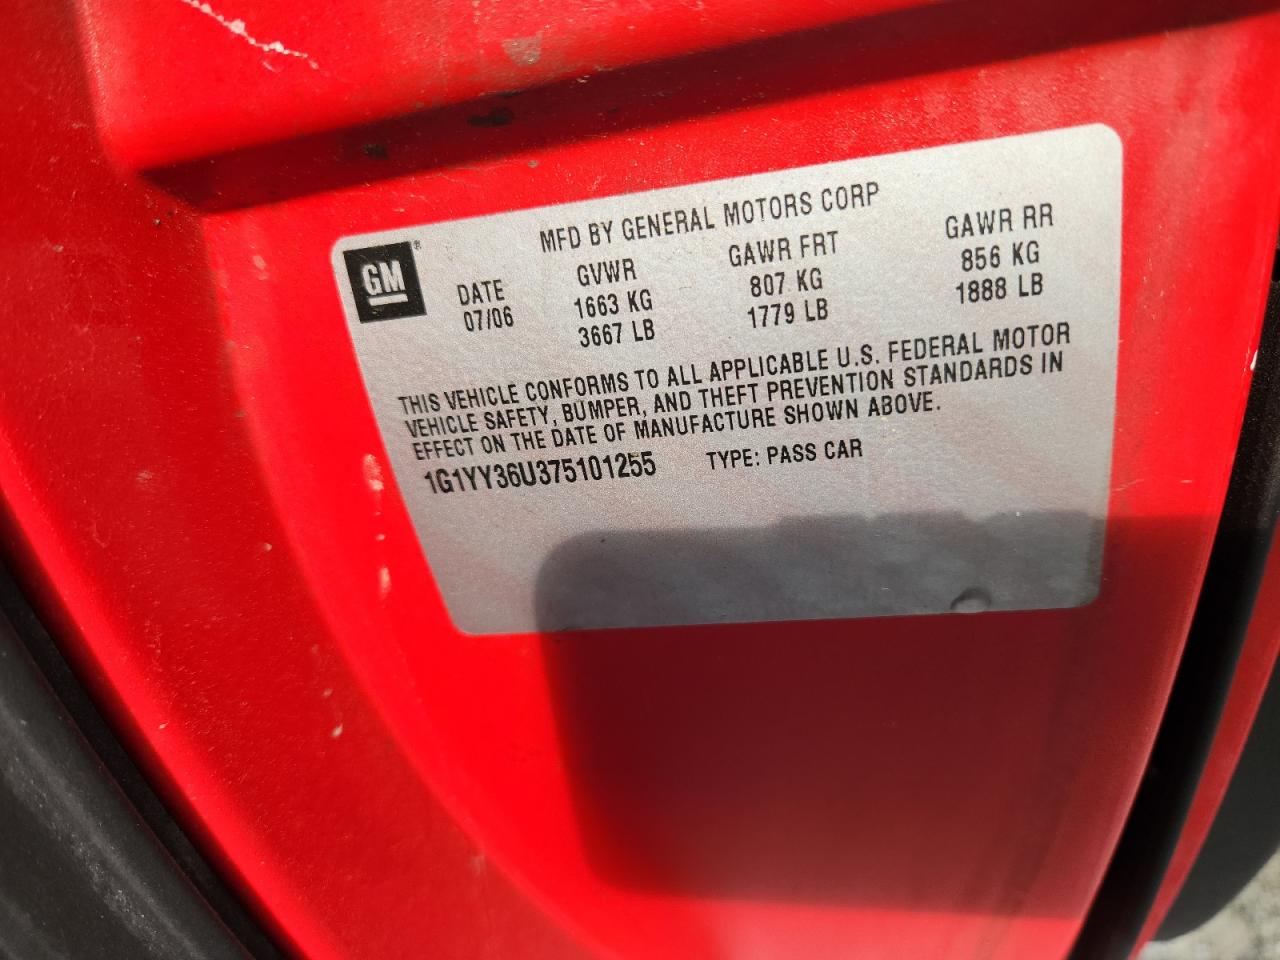 MFD BY GENERAL MOTORS CORP
GM®
DATE GVWR GAWR FRT GAWR RR
07/06 1663 KG 807 KG 856 KG
3667 LB 1779 LB 1888 LB
THIS VEHICLE CONFORMS TO ALL APPLICABLE U.S. FEDERAL MOTOR
VEHICLE SAFETY, BUMPER, AND THEFT PREVENTION STANDARDS IN
EFFECT ON THE DATE OF MANUFACTURE SHOWN ABOVE.
1G1YY36U375101255 TYPE: PASS CAR